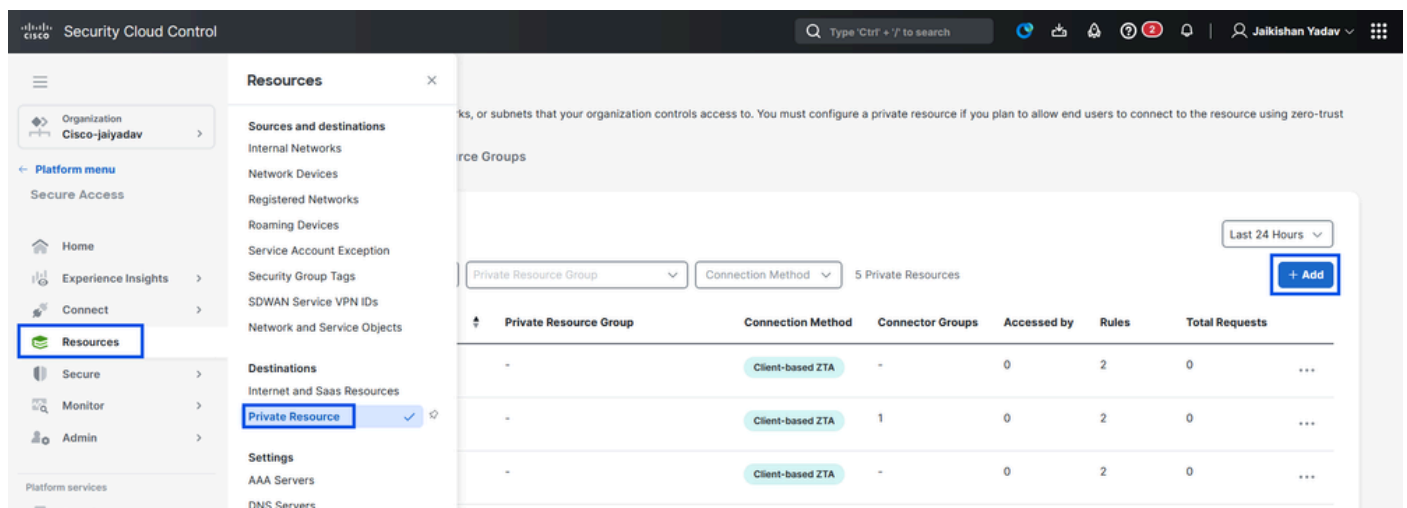 cisco Security Cloud Control
Type 'Ctrl' + '/' to search
2
Jaikishan Yadav
Organization
Cisco-jaiyadav
Platform menu
Secure Access
Home
Experience Insights
Connect
Resources
Secure
Monitor
Admin
Platform services
Resources
Sources and destinations
Internal Networks
Network Devices
Registered Networks
Roaming Devices
Service Account Exception
Security Group Tags
SDWAN Service VPN IDs
Network and Service Objects
Destinations
Internet and Saas Resources
Private Resource
Settings
AAA Servers
DNS Servers
ks, or subnets that your organization controls access to. You must configure a private resource if you plan to allow end users to connect to the resource using zero-trust
rce Groups
Last 24 Hours
Private Resource Group
Connection Method
5 Private Resources
+ Add
Private Resource Group Connection Method Connector Groups Accessed by Rules Total Requests
- Client-based ZTA - 0 2 0 ...
- Client-based ZTA 1 0 2 0 ...
- Client-based ZTA - 0 2 0 ...